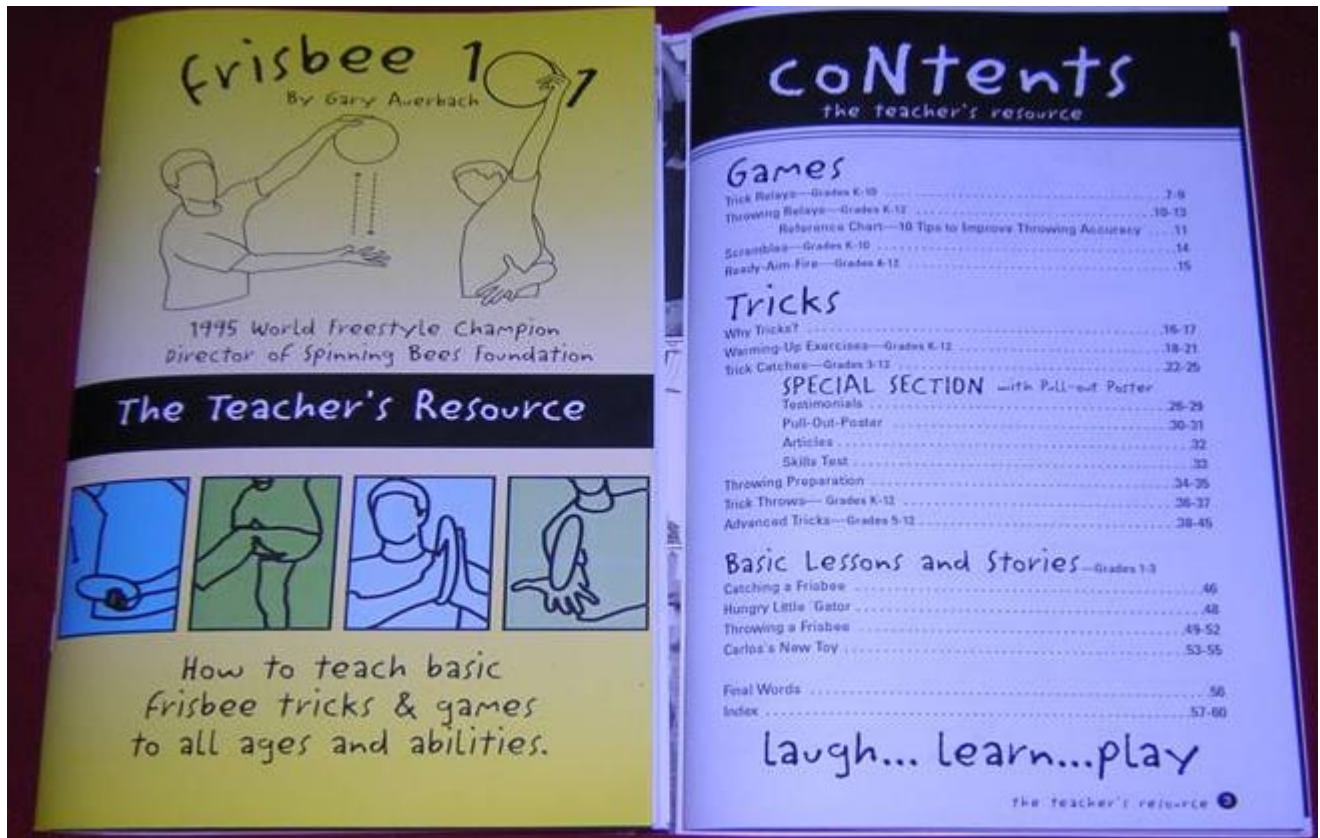 Frisbee 101
By Gary Auerbach
1995 World Freestyle Champion
Director of Spinning Bees Foundation
The Teacher's Resource
How to teach basic
frisbee tricks & games
to all ages and abilities.
coNtents
the teacher's resource
Games
Trick Relays—Grades K-10 7-9
Throwing Relays—Grades K-12 10-13
Reference Chart—10 Tips to Improve Throwing Accuracy 11
Scrambles—Grades K-10 14
Ready-Aim-Fire—Grades 15
Tricks
Why Tricks? 16-17
Warming-Up Exercises—Grades K-12 18-21
Trick Catches—Grades 3-12 22-25
SPECIAL SECTION with Pull-out Poster
Testimonials 26-29
Pull-Out-Poster 30-31
Articles 32
Skills Test 33
Throwing Preparation 34-35
Trick Throws— Grades K-12 36-37
Advanced Tricks—Grades 5-12 38-45
Basic Lessons and Stories—Grades 1-3
Catching a Frisbee 46
Hungry Little 'Gator 48
Throwing a Frisbee 49-52
Carlos's New Toy 53-55
Final Words 56
Index 57-60
laugh... learn...play
the teacher's resource 3